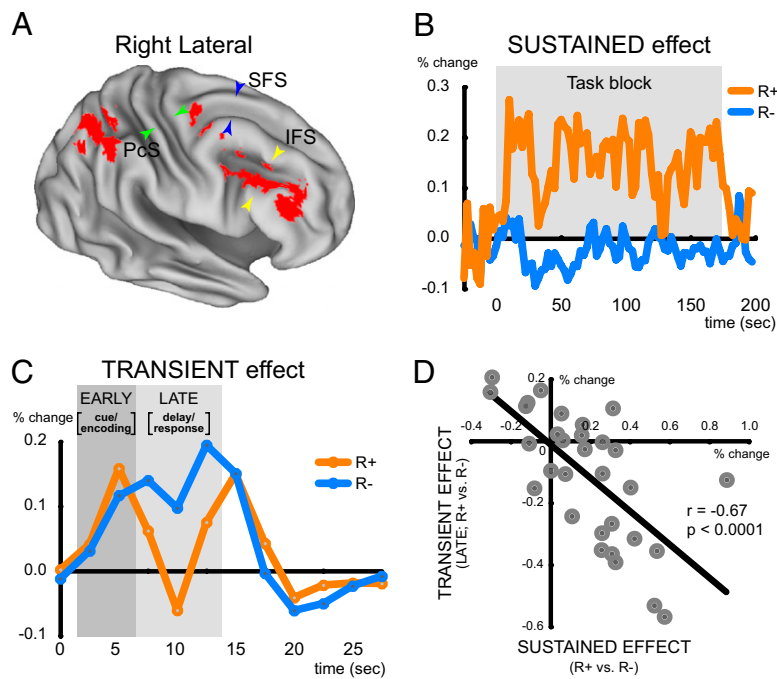 A
Right Lateral
SFS
IFS
PcS
B
SUSTAINED effect
% change
Task block
R+
R-
0.3
0.2
0.1
0.0
-0.1
0 50 100 150 200
time (sec)
C
TRANSIENT effect
EARLY LATE
% change
cue/ delay/
encoding response
R+
R-
0.2
0.1
0.0
-0.1
0 5 10 15 20 25
time (sec)
D
0.2
% change
-0.4 -0.2 0.2 0.4 0.6 0.8 1.0
0
% change
-0.2
-0.4
-0.6
r = -0.67
p < 0.0001
TRANSIENT EFFECT
(LATE; R+ vs. R-)
SUSTAINED EFFECT
(R+ vs. R-)